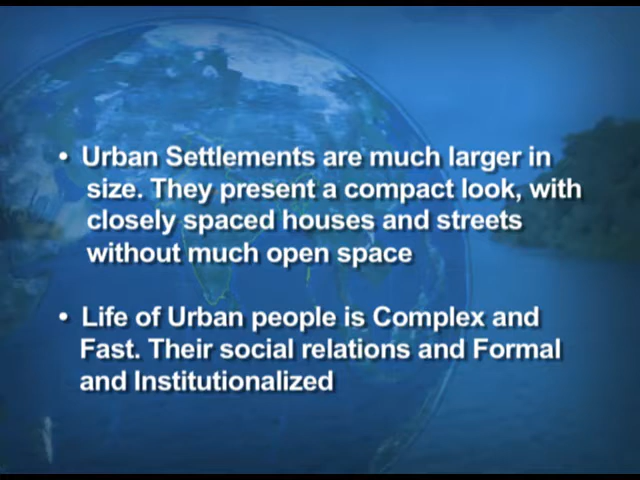 • Urban Settlements are much larger in
size. They present a compact look, with
closely spaced houses and streets
without much open space
• Life of Urban people is Complex and
Fast. Their social relations and Formal
and Institutionalized